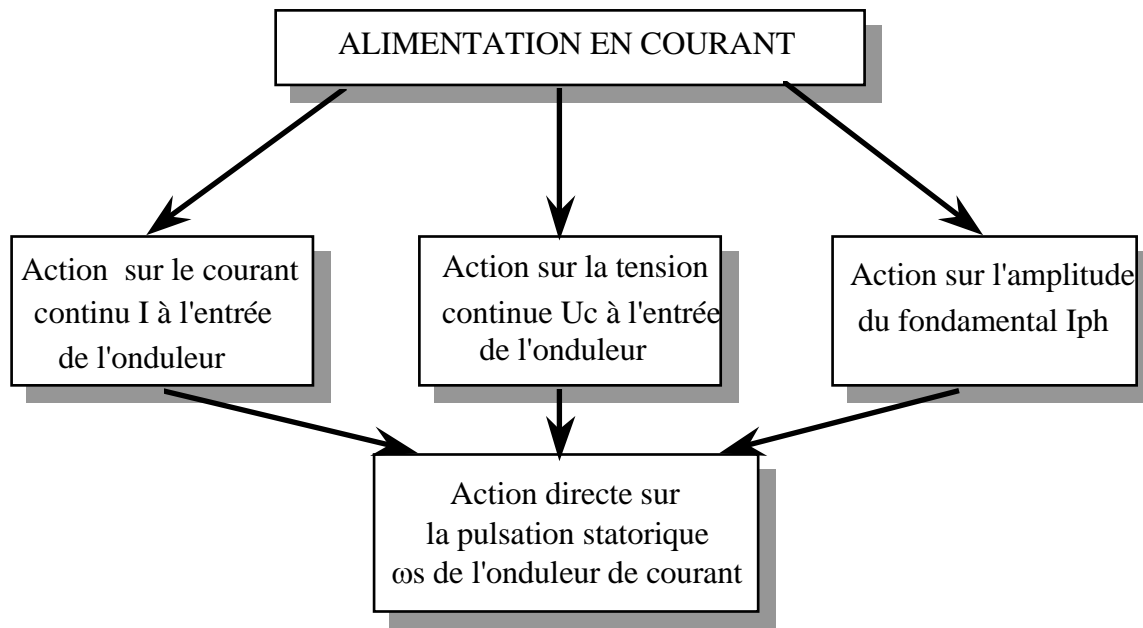 ALIMENTATION EN COURANT
Action sur le courant
continu I à l'entrée
de l'onduleur
Action sur la tension
continue Uc à l'entrée
de l'onduleur
Action sur l'amplitude
du fondamental Iph
Action directe sur
la pulsation statorique
ωs de l'onduleur de courant